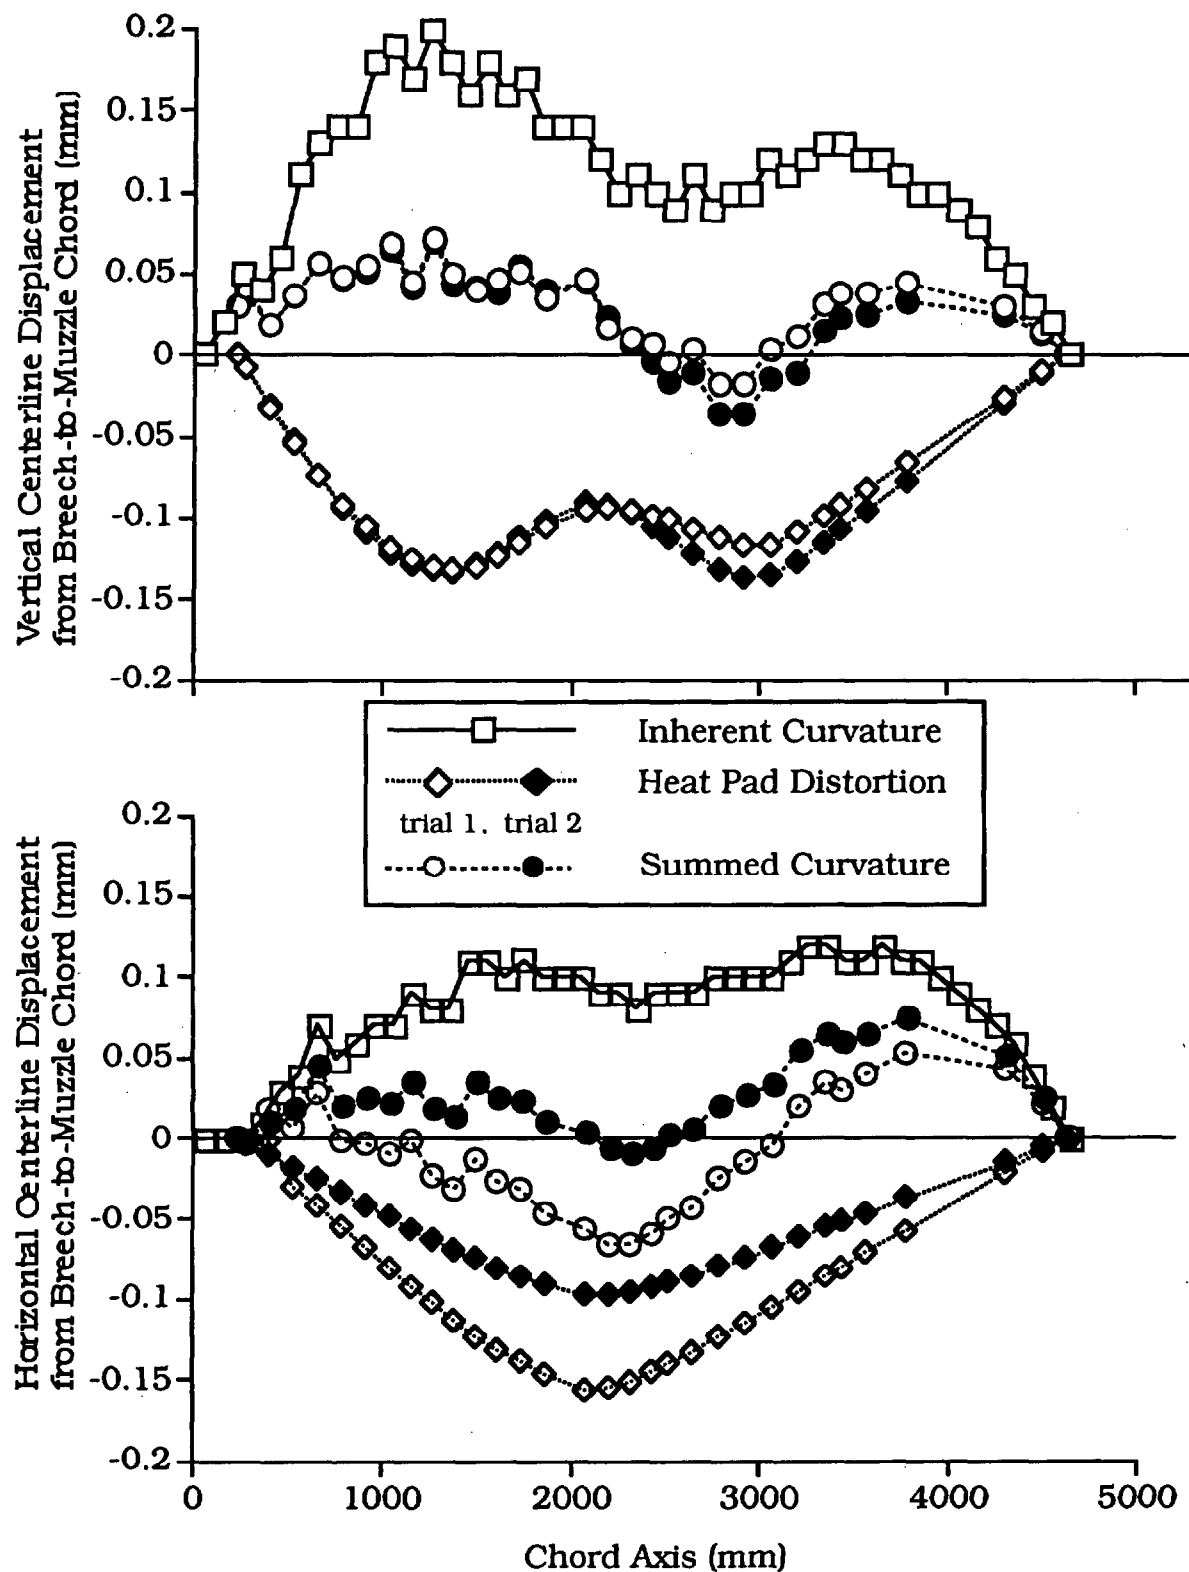 0.2
0.15
0.1
0.05
0
-0.05
-0.1
-0.15
-0.2
Vertical Centerline Displacement
from Breech-to-Muzzle Chord (mm)
Inherent Curvature
Heat Pad Distortion
trial 1, trial 2
Summed Curvature
0.2
0.15
0.1
0.05
0
-0.05
-0.1
-0.15
-0.2
Horizontal Centerline Displacement
from Breech-to-Muzzle Chord (mm)
0 1000 2000 3000 4000 5000
Chord Axis (mm)